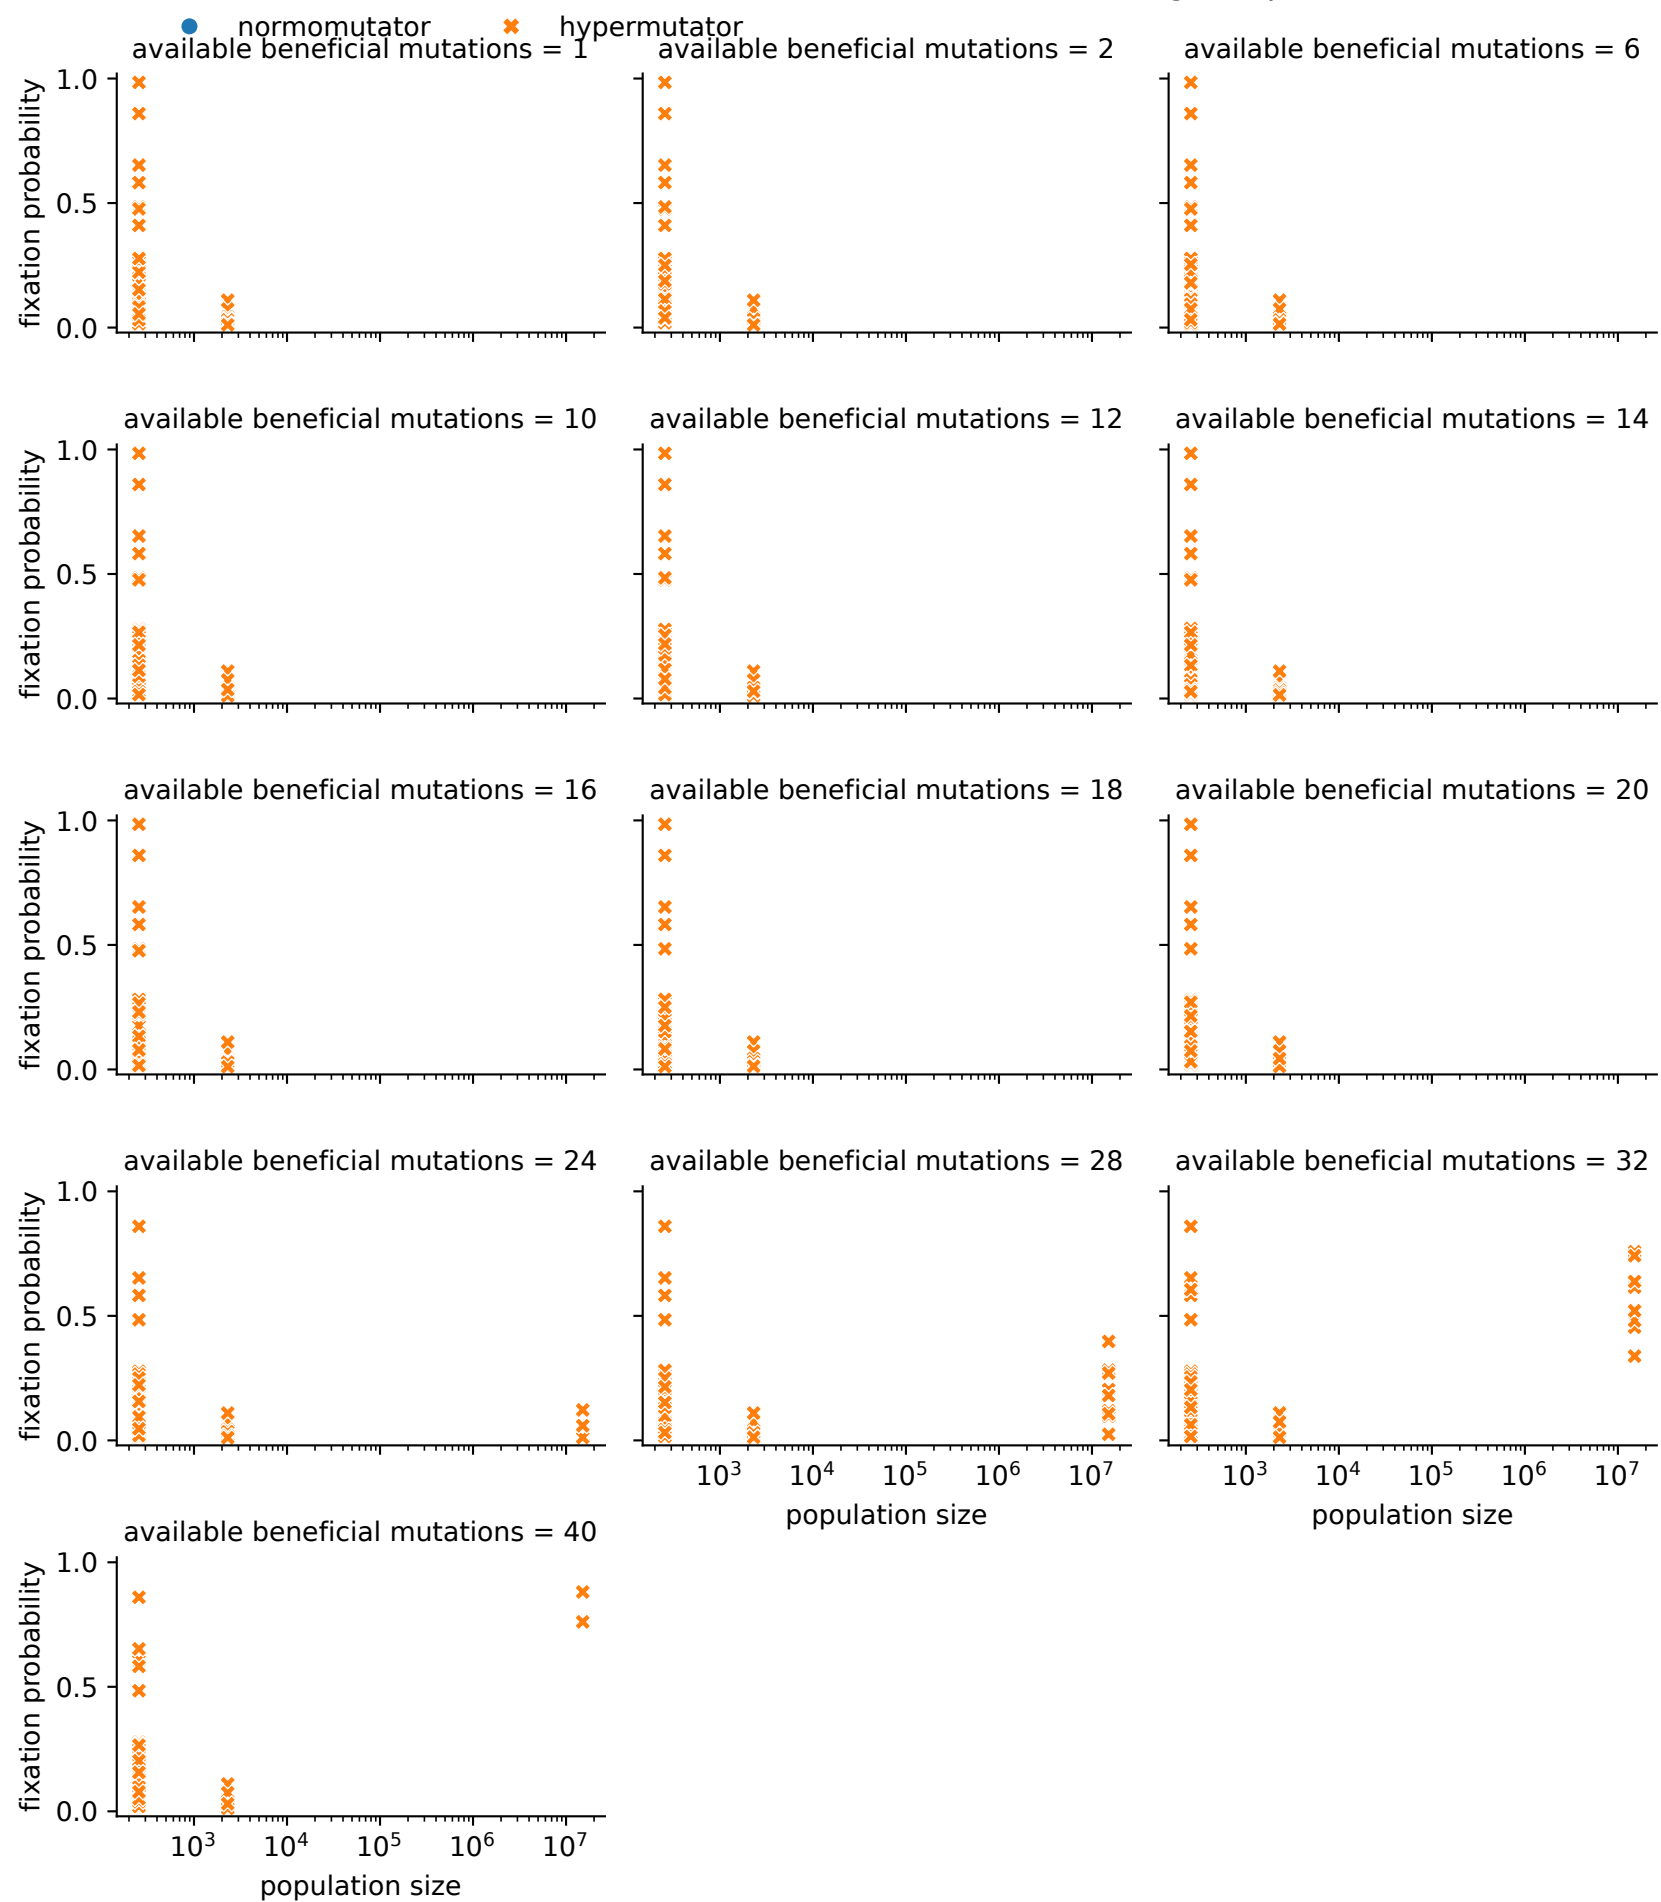 normomutator hypermutator
available beneficial mutations = 1 available beneficial mutations = 2 available beneficial mutations = 6
1.0
0.5
0.0
fixation probability
available beneficial mutations = 10 available beneficial mutations = 12 available beneficial mutations = 14
1.0
0.5
0.0
fixation probability
available beneficial mutations = 16 available beneficial mutations = 18 available beneficial mutations = 20
1.0
0.5
0.0
fixation probability
available beneficial mutations = 24 available beneficial mutations = 28 available beneficial mutations = 32
1.0
0.5
0.0
fixation probability
10³ 10⁴ 10⁵ 10⁶ 10⁷ 10³ 10⁴ 10⁵ 10⁶ 10⁷
population size population size
available beneficial mutations = 40
1.0
0.5
0.0
fixation probability
10³ 10⁴ 10⁵ 10⁶ 10⁷
population size